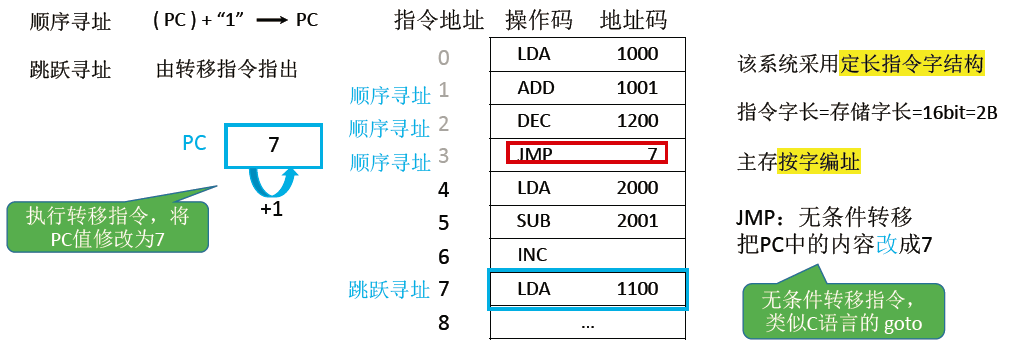 顺序寻址 ( PC ) + “1” → PC
跳跃寻址 由转移指令指出
PC 7
+1
执行转移指令，将
PC值修改为7
指令地址 操作码 地址码
0 LDA 1000
顺序寻址 1 ADD 1001
顺序寻址 2 DEC 1200
顺序寻址 3 JMP 7
4 LDA 2000
5 SUB 2001
6 INC
跳跃寻址 7 LDA 1100
8 ...
该系统采用定长指令字结构
指令字长=存储字长=16bit=2B
主存按字编址
JMP：无条件转移
把PC中的内容改成7
无条件转移指令，
类似C语言的 goto